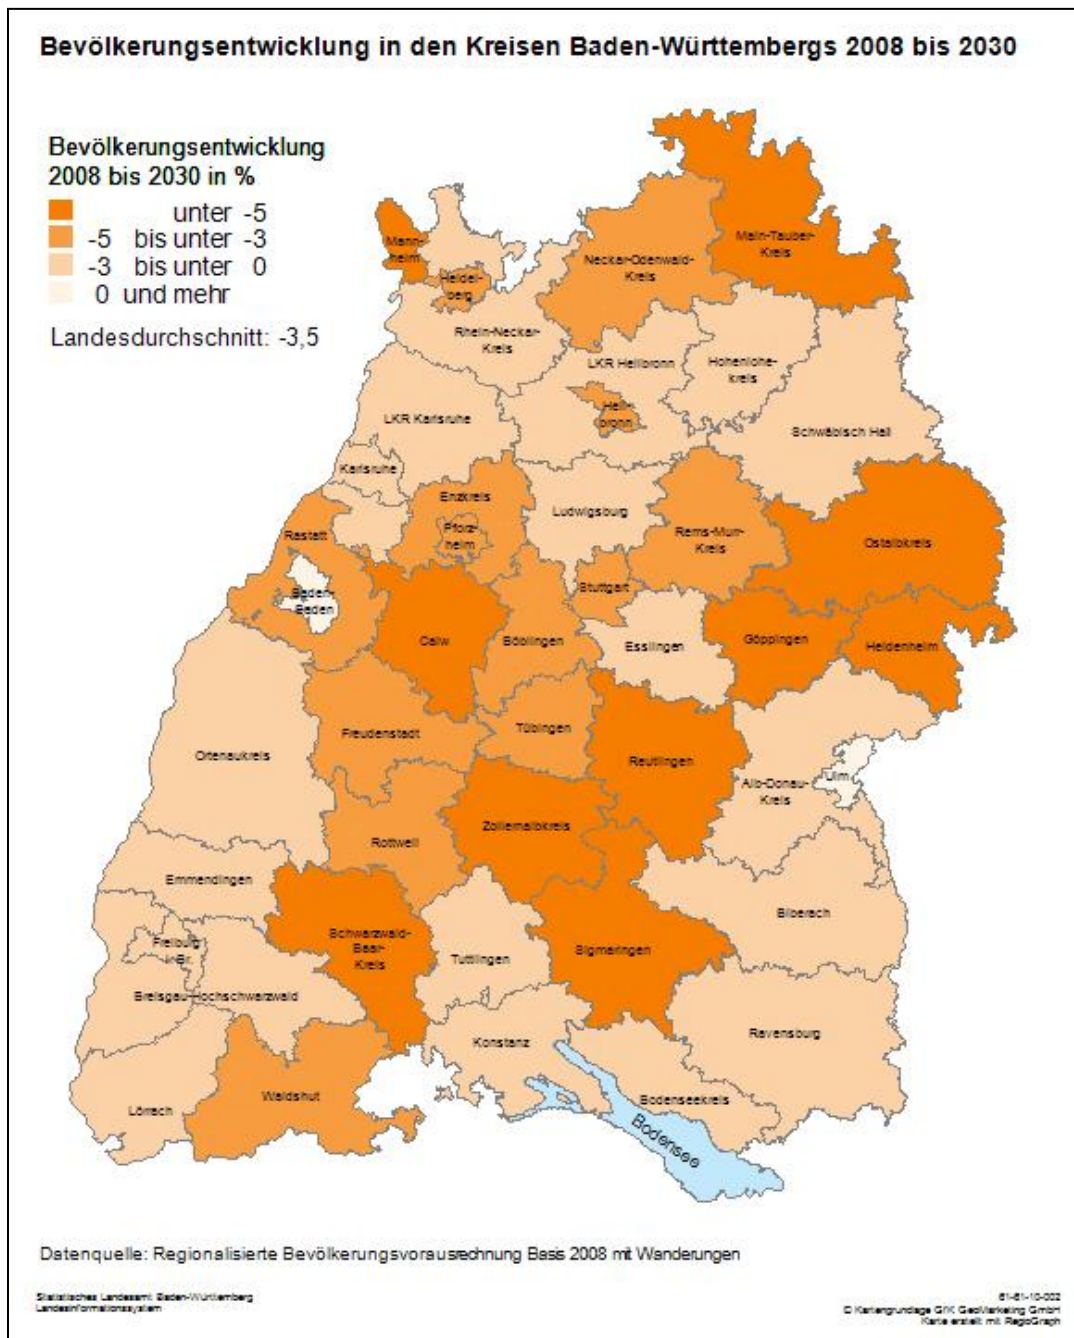 Bevölkerungsentwicklung in den Kreisen Baden-Württembergs 2008 bis 2030
Bevölkerungsentwicklung
2008 bis 2030 in %
unter -5
-5 bis unter -3
-3 bis unter 0
0 und mehr
Landesdurchschnitt: -3,5
Mann-
heim
Heidel-
berg
Neckar-Odenwald-
Kreis
Main-Tauber-
Kreis
Rhein-Neckar-
Kreis
LKR Heilbronn
Hohenlohe-
kreis
Heil-
bronn
LKR Karlsruhe
Schwäbisch Hall
Karlsruhe
Enzkreis
Ludwigsburg
Pforz-
heim
Rems-Murr-
Kreis
Rastatt
Ostalbkreis
Stuttgart
Baden-
Baden
Calw
Böblingen
Esslingen
Göppingen
Heidenheim
Freudenstadt
Tübingen
Ortenaukreis
Reutlingen
Alb-Donau-
Kreis
Ulm
Zollernalbkreis
Rottweil
Emmendingen
Biberach
Schwarzwald-
Baar-
Kreis
Freiburg
i. Br.
Sigmaringen
Tuttlingen
Breisgau-Hochschwarzwald
Ravensburg
Konstanz
Waldshut
Bodenseekreis
Lörrach
Bodensee
Datenquelle: Regionalisierte Bevölkerungsvorausrechnung Basis 2008 mit Wanderungen
Statistisches Landesamt Baden-Württemberg
Landesinformationssystem
61-61-10-002
© Kartengrundlage GfK GeoMarketing GmbH
Karte erstellt mit RegioGraph